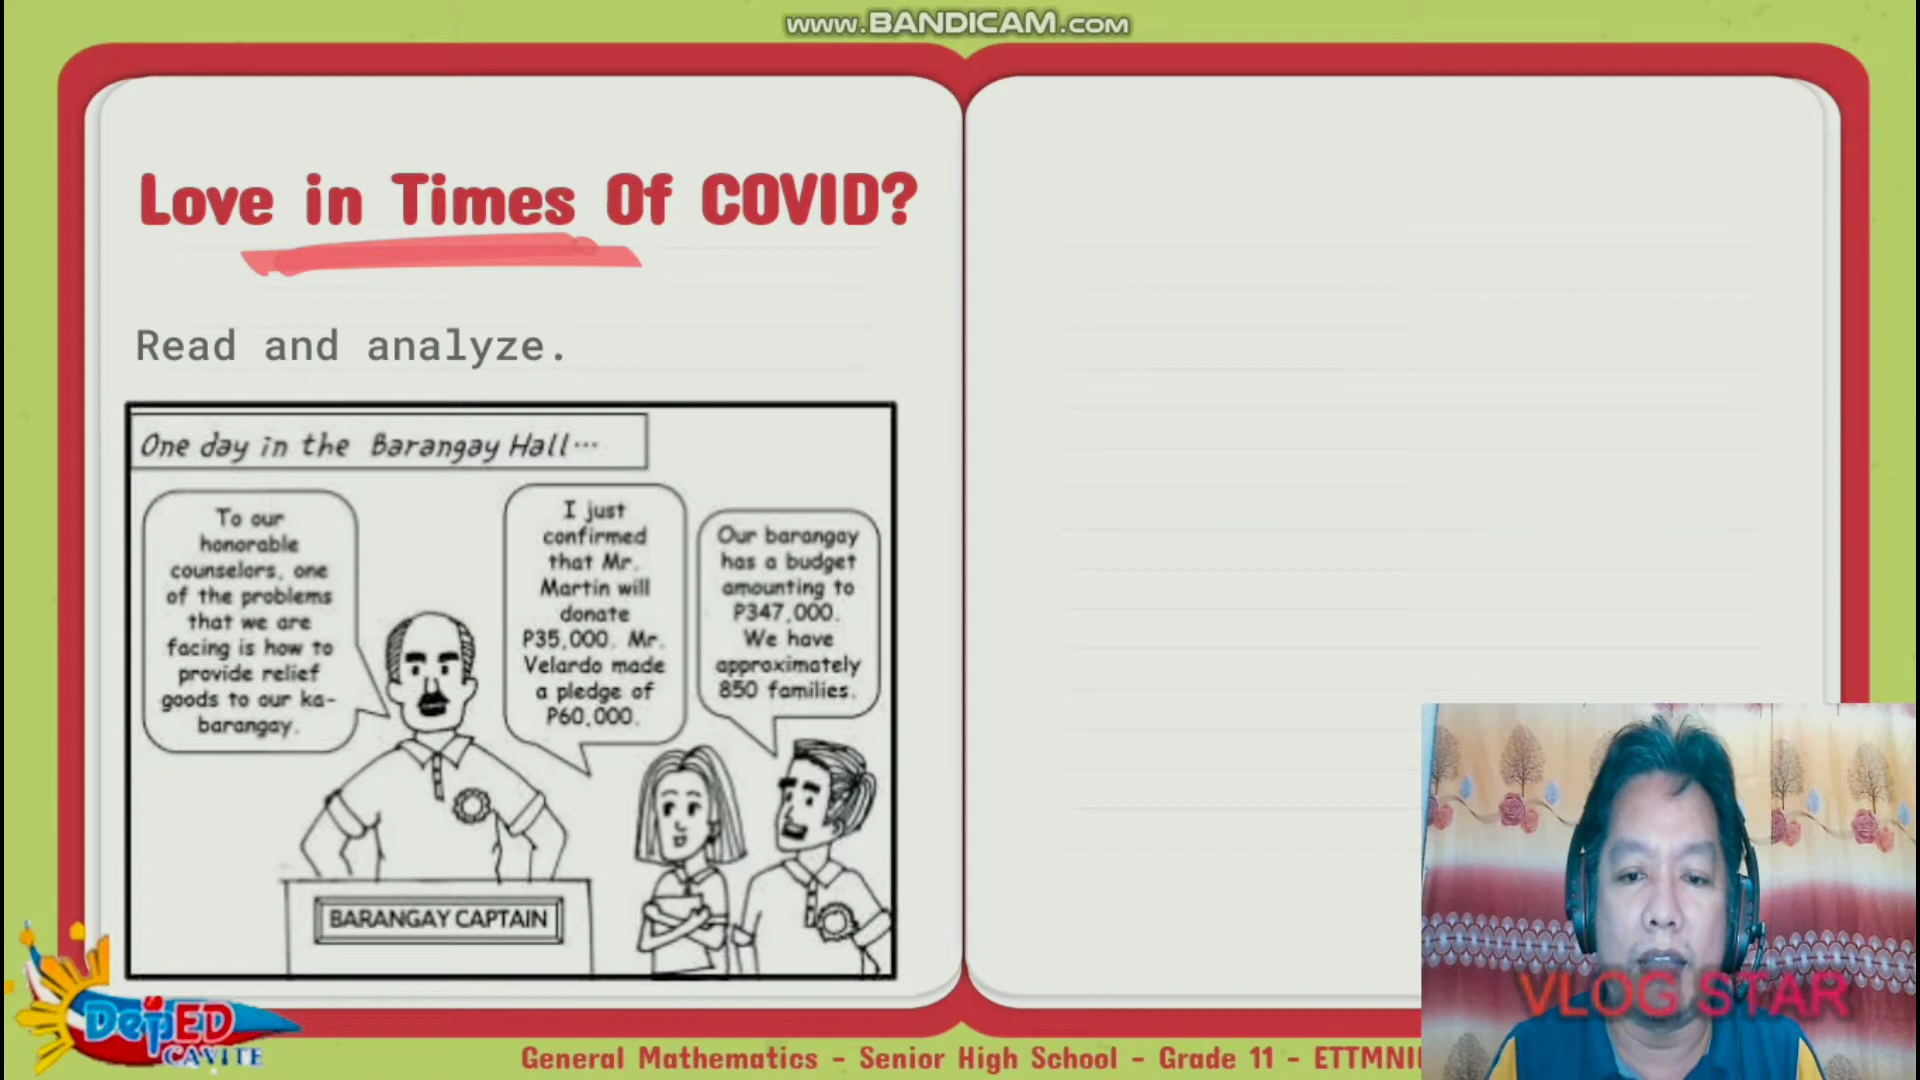 www.BANDICAM.com
Love in Times Of COVID?
Read and analyze.
One day in the Barangay Hall...
To our
honorable
counselors, one
of the problems
that we are
facing is how to
provide relief
goods to our ka-
barangay.
I just
confirmed
that Mr.
Martin will
donate
P35,000. Mr.
Velardo made
a pledge of
P60,000.
Our barangay
has a budget
amounting to
P347,000.
We have
approximately
850 families.
BARANGAY CAPTAIN
DepED
CAVITE
General Mathematics - Senior High School - Grade 11 -
VLOG STAR